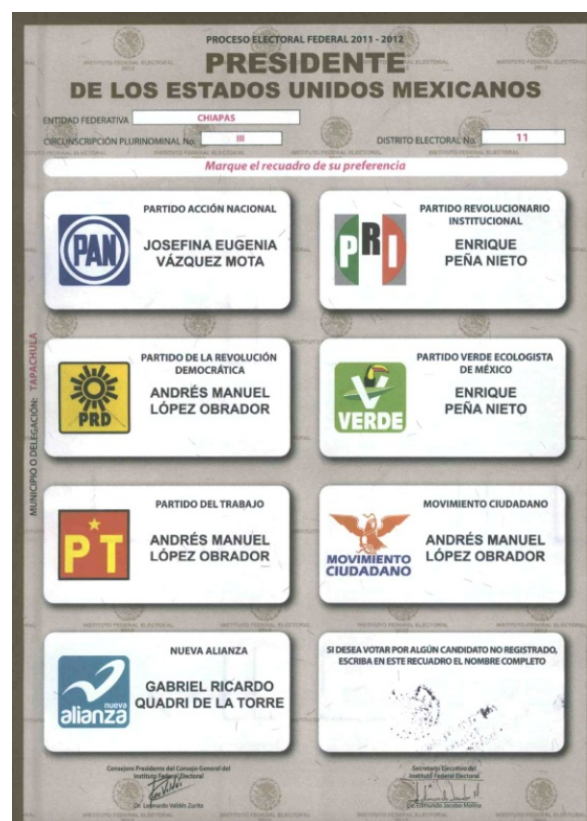 PROCESO ELECTORAL FEDERAL 2011 - 2012
PRESIDENTE
DE LOS ESTADOS UNIDOS MEXICANOS
ENTIDAD FEDERATIVA CHIAPAS
CIRCUNSCRIPCIÓN PLURINOMINAL No. III DISTRITO ELECTORAL No. 11
Marque el recuadro de su preferencia
MUNICIPIO O DELEGACIÓN: TAPACHULA
PARTIDO ACCIÓN NACIONAL
PAN
JOSEFINA EUGENIA
VÁZQUEZ MOTA
PARTIDO REVOLUCIONARIO
INSTITUCIONAL
PRI
ENRIQUE
PEÑA NIETO
PARTIDO DE LA REVOLUCIÓN
DEMOCRÁTICA
PRD
ANDRÉS MANUEL
LÓPEZ OBRADOR
PARTIDO VERDE ECOLOGISTA
DE MÉXICO
VERDE
ENRIQUE
PEÑA NIETO
PARTIDO DEL TRABAJO
PT
ANDRÉS MANUEL
LÓPEZ OBRADOR
MOVIMIENTO CIUDADANO
MOVIMIENTO
CIUDADANO
ANDRÉS MANUEL
LÓPEZ OBRADOR
NUEVA ALIANZA
nueva
alianza
GABRIEL RICARDO
QUADRI DE LA TORRE
SI DESEA VOTAR POR ALGÚN CANDIDATO NO REGISTRADO,
ESCRIBA EN ESTE RECUADRO EL NOMBRE COMPLETO
Consejero Presidente del Consejo General del
Instituto Federal Electoral
Dr. Leonardo Valdés Zurita
Secretario Ejecutivo del
Instituto Federal Electoral
Lic. Edmundo Jacobo Molina